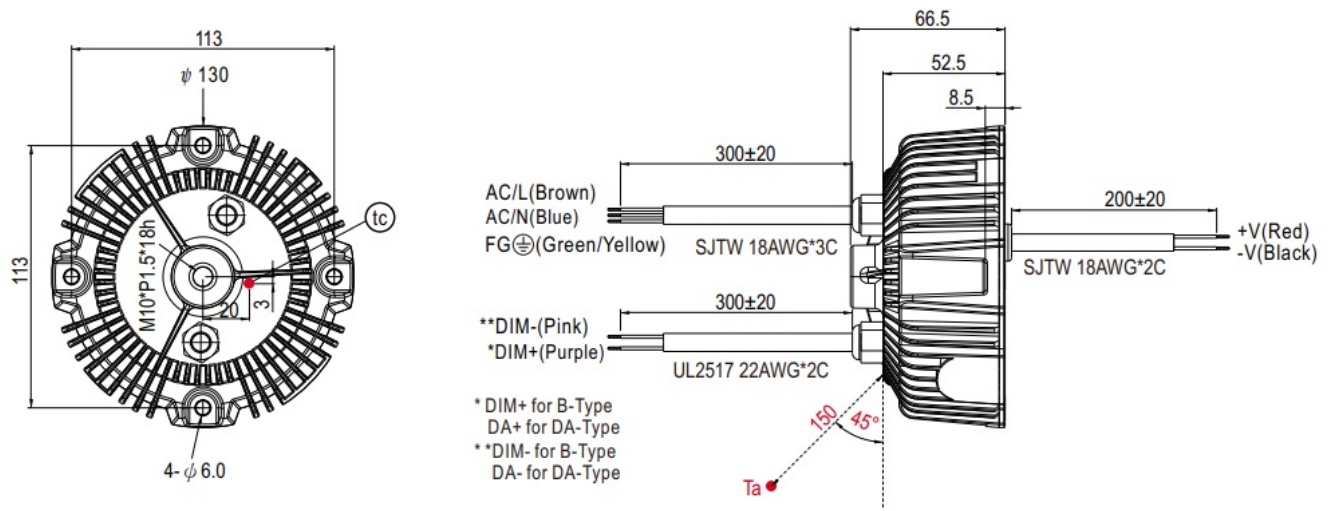 113
ψ 130
113
M10*P1.5*18h
tc
20
3
4- ψ 6.0
66.5
52.5
8.5
300±20
AC/L(Brown)
AC/N(Blue)
FG (Green/Yellow)
SJTW 18AWG*3C
200±20
+V(Red)
-V(Black)
SJTW 18AWG*2C
300±20
**DIM-(Pink)
*DIM+(Purple)
UL2517 22AWG*2C
* DIM+ for B-Type
DA+ for DA-Type
* *DIM- for B-Type
DA- for DA-Type
150
45°
Ta